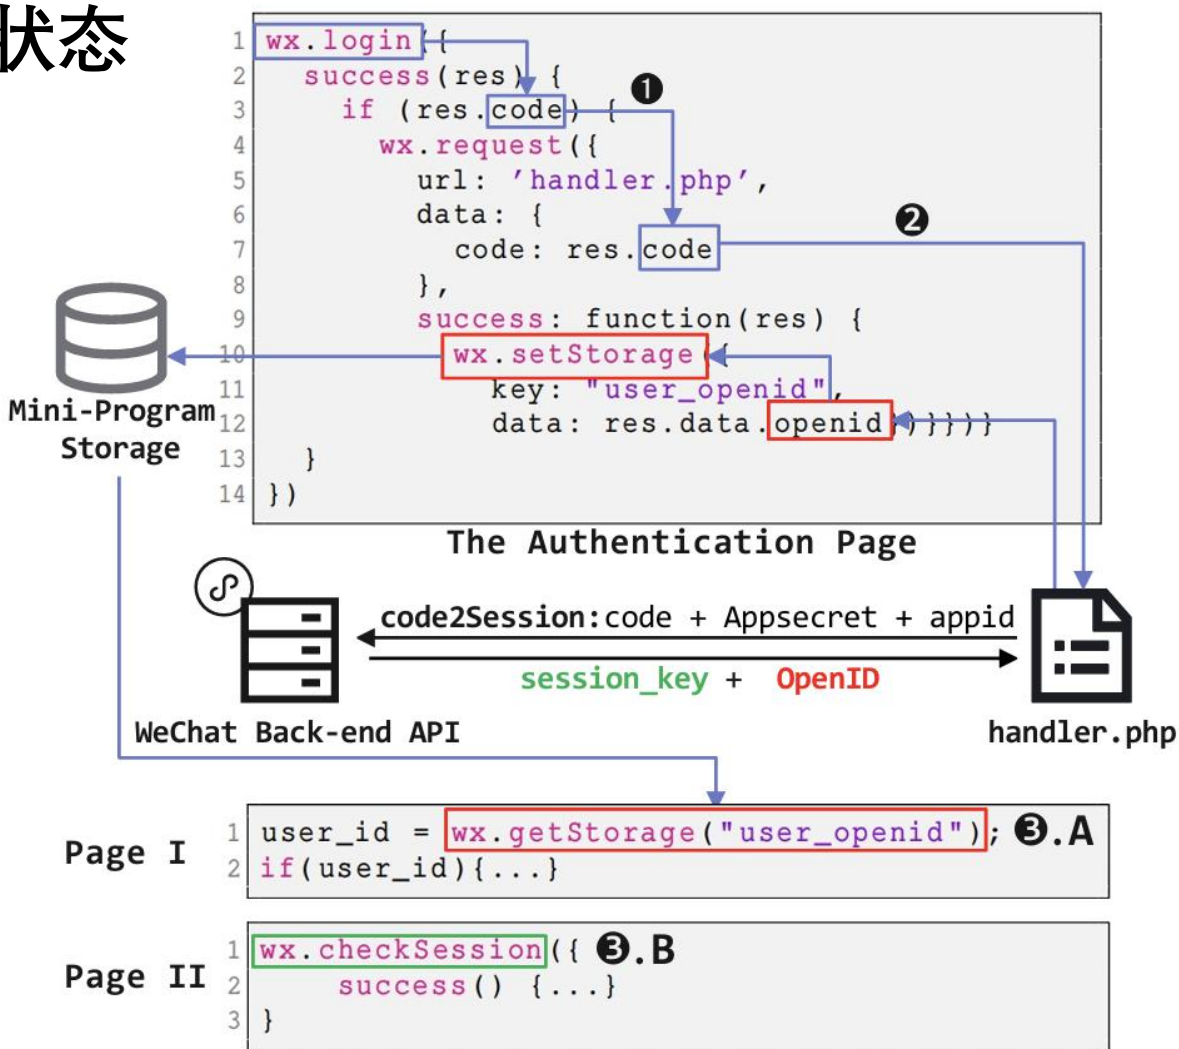 状态
1 wx.login({
2 success(res) {
3 if (res.code) {
4 wx.request({
5 url: 'handler.php',
6 data: {
7 code: res.code
8 },
9 success: function(res) {
10 wx.setStorage({
11 key: "user_openid",
12 data: res.data.openid})}})}
13 }
14 })
❶
❷
Mini-Program
Storage
The Authentication Page
code2Session:code + Appsecret + appid
session_key + OpenID
WeChat Back-end API
handler.php
Page I
1 user_id = wx.getStorage("user_openid"); ❸.A
2 if(user_id){...}
Page II
1 wx.checkSession({ ❸.B
2 success() {...}
3 }